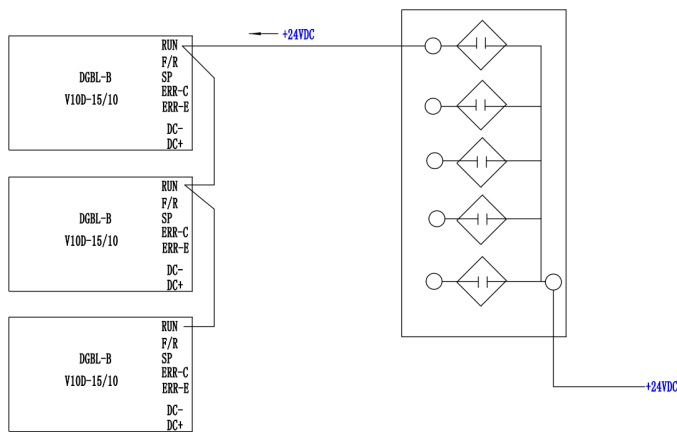 +24VDC
RUN
F/R
DGBL-B
SP
V10D-15/10
ERR-C
ERR-E
DC-
DC+
RUN
F/R
DGBL-B
SP
V10D-15/10
ERR-C
ERR-E
DC-
DC+
RUN
F/R
DGBL-B
SP
V10D-15/10
ERR-C
ERR-E
DC-
DC+
+24VDC